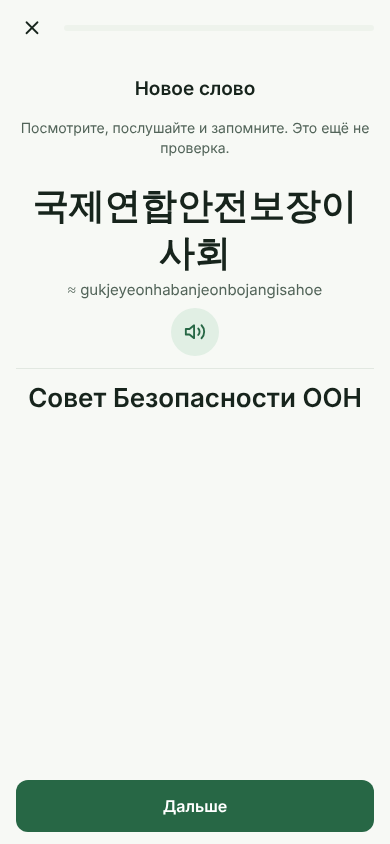 Новое слово
Посмотрите, послушайте и запомните. Это ещё не
проверка.
국제연합안전보장이
사회
≈ gukjeyeonhabanjeonbojangisahoe
Совет Безопасности ООН
Дальше